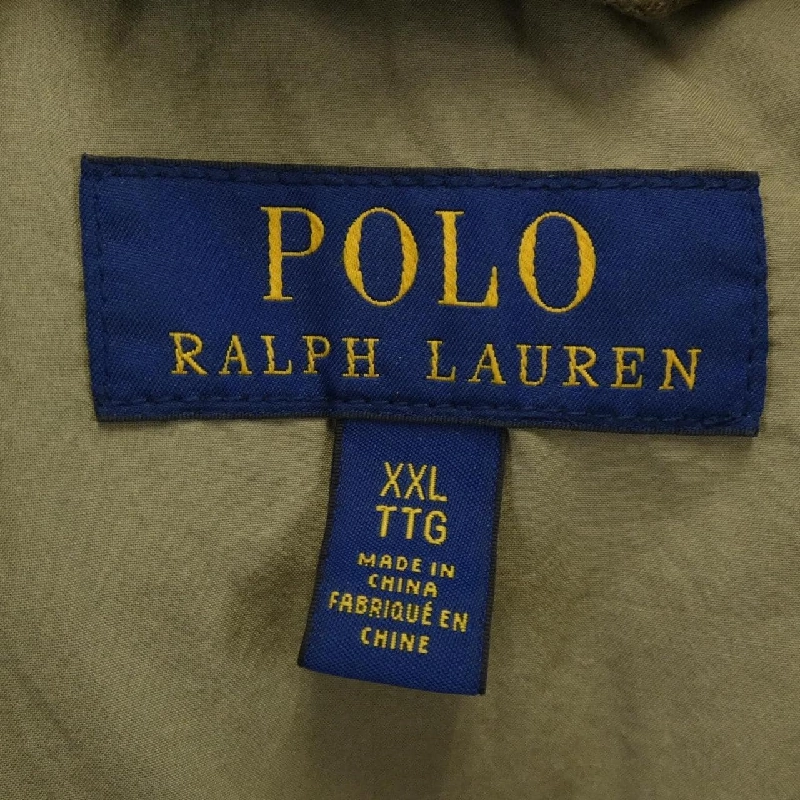 POLO
RALPH LAUREN
XXL
TTG
MADE IN
CHINA
FABRIQUÉ EN
CHINE